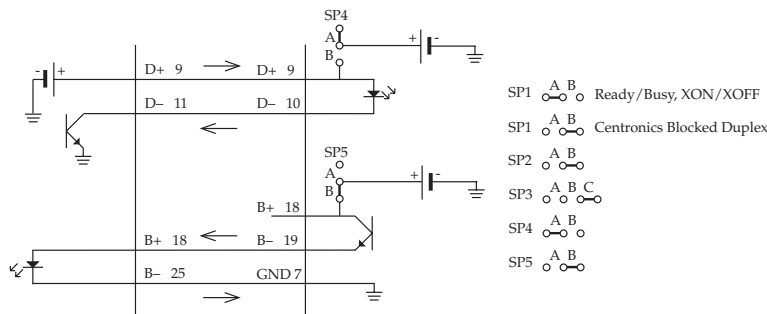 SP4
A
B
+ -
- +
D+ 9 D+ 9
D– 11 D– 10
SP5
A
B
+ -
B+ 18
B+ 18 B– 19
B– 25 GND 7
SP1 A B Ready/Busy, XON/XOFF
SP1 A B Centronics Blocked Duplex
SP2 A B
SP3 A B C
SP4 A B
SP5 A B